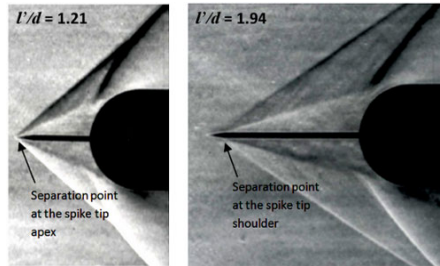 l'/d = 1.21
l'/d = 1.94
Separation point
at the spike tip
apex
Separation point
at the spike tip
shoulder